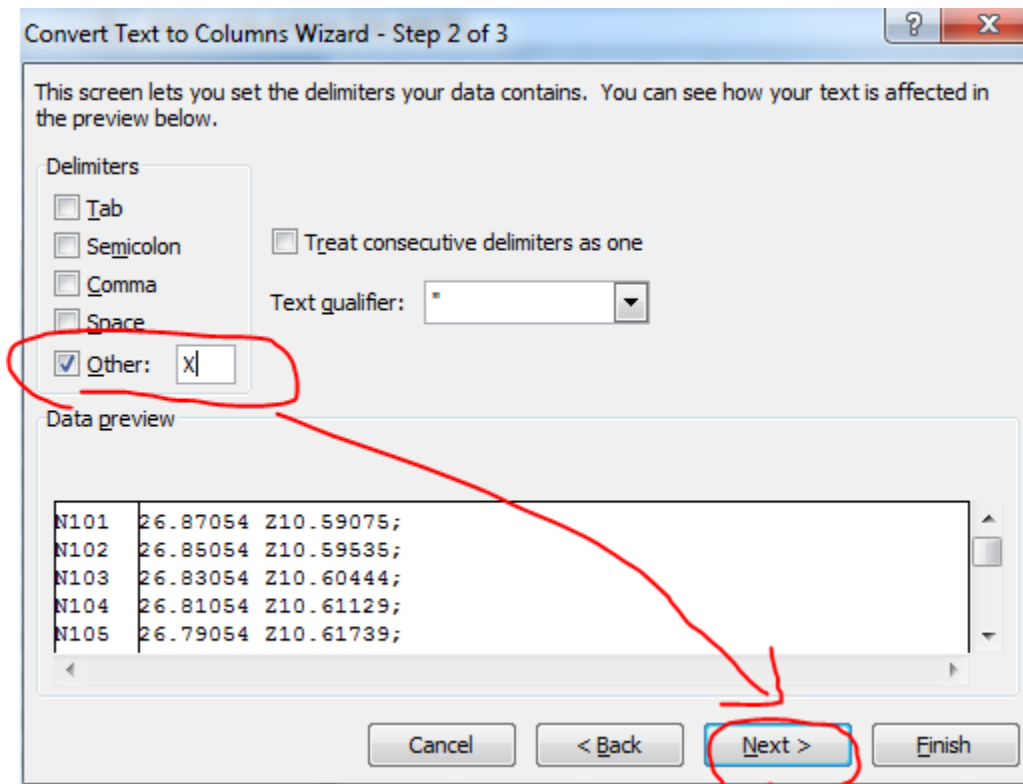 Convert Text to Columns Wizard - Step 2 of 3
This screen lets you set the delimiters your data contains.  You can see how your text is affected in
the preview below.
Delimiters
Tab
Semicolon
Treat consecutive delimiters as one
Comma
Text qualifier: "
Space
Other: X
Data preview
N101 26.87054 Z10.59075;
N102 26.85054 Z10.59535;
N103 26.83054 Z10.60444;
N104 26.81054 Z10.61129;
N105 26.79054 Z10.61739;
Cancel < Back Next > Finish